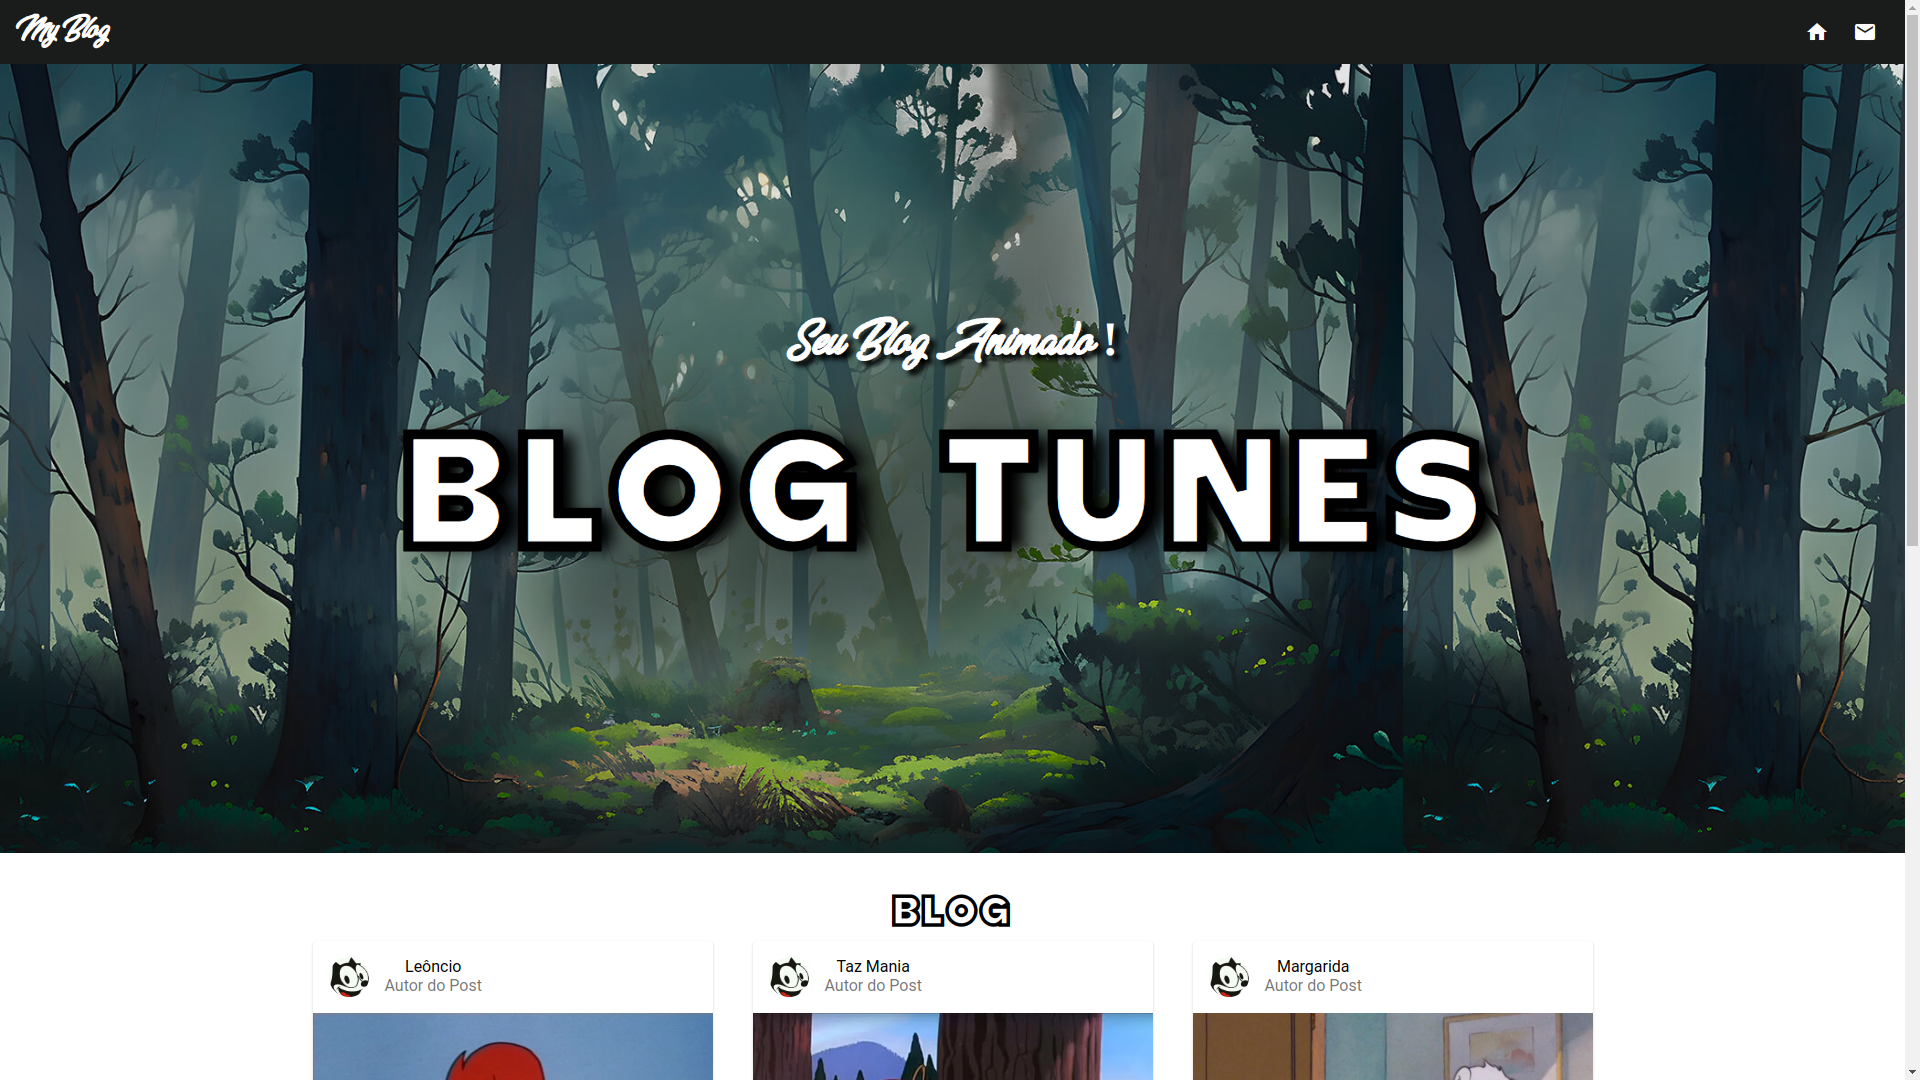 My Blog
Seu Blog Animado !
BLOG TUNES
BLOG
Leôncio
Autor do Post
Taz Mania
Autor do Post
Margarida
Autor do Post